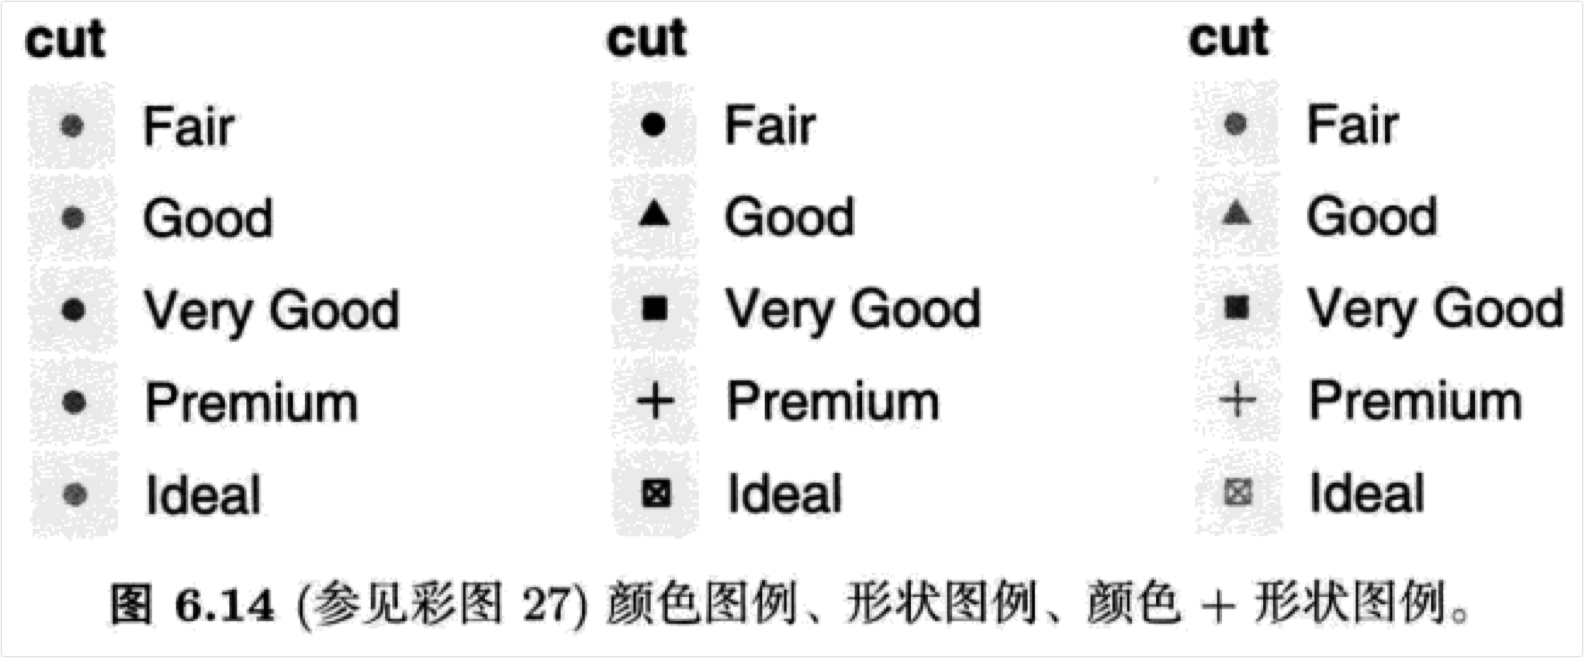 cut
Fair
Good
Very Good
Premium
Ideal
cut
Fair
Good
Very Good
Premium
Ideal
cut
Fair
Good
Very Good
Premium
Ideal
图 6.14 (参见彩图 27) 颜色图例、形状图例、颜色 + 形状图例。